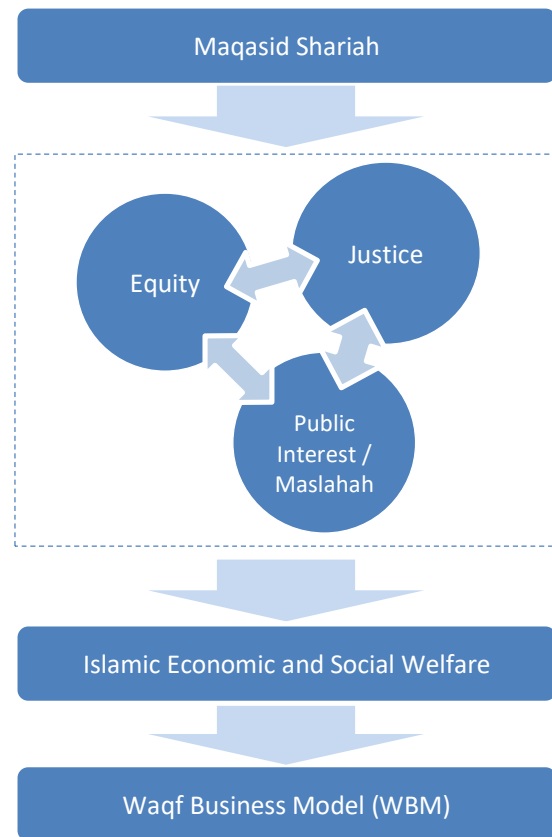 Maqasid Shariah
Equity
Justice
Public
Interest /
Maslahah
Islamic Economic and Social Welfare
Waqf Business Model (WBM)